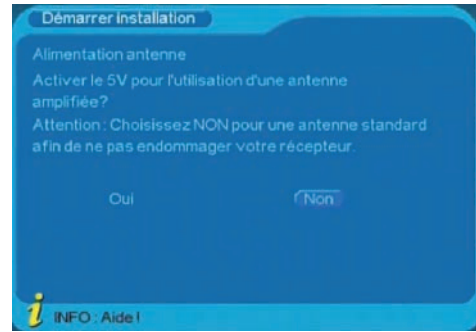 Démarrer installation
Alimentation antenne
Activer le 5V pour l'utilisation d'une antenne
amplifiée?
Attention : Choisissez NON pour une antenne standard
afin de ne pas endommager votre récepteur.
Oui Non
i INFO : Aide !